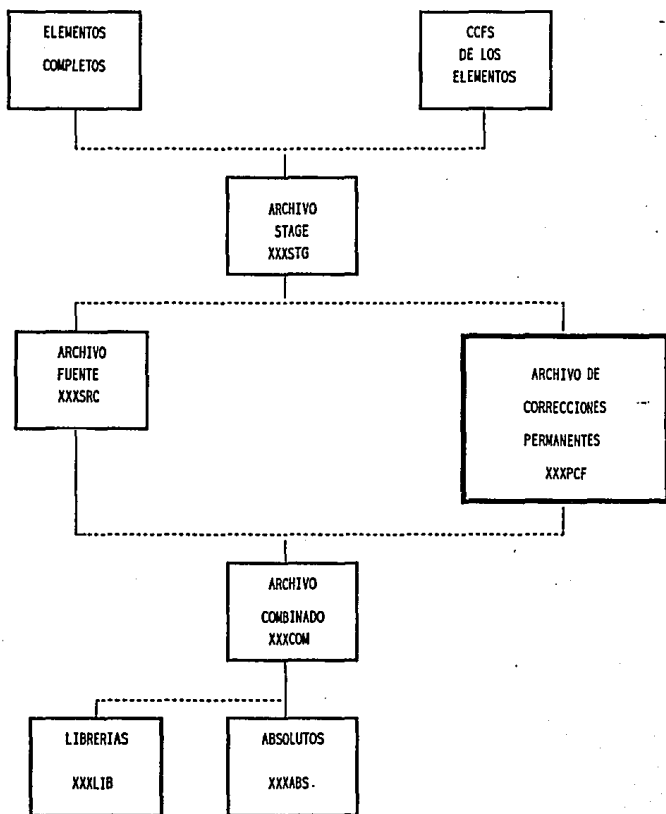 ELEMENTOS
COMPLETOS
CCFS
DE LOS
ELEMENTOS
ARCHIVO
STAGE
XXXSTG
ARCHIVO
FUENTE
XXXSRC
ARCHIVO DE
CORRECCIONES
PERMANENTES
XXXPCF
ARCHIVO
COMBINADO
XXXCOM
LIBRERIAS
XXXLIB
ABSOLUTOS
XXXABS.